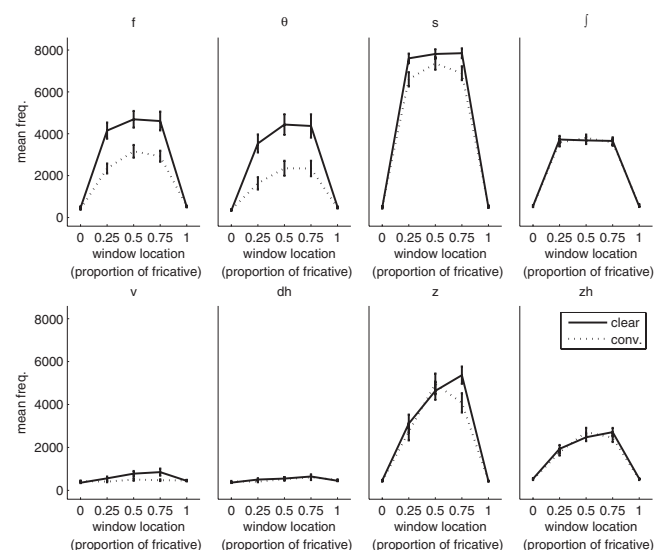 f θ s ʃ
8000
6000
4000
2000
0
mean freq.
0 0.25 0.5 0.75 1 0 0.25 0.5 0.75 1 0 0.25 0.5 0.75 1 0 0.25 0.5 0.75 1
window location window location window location window location
(proportion of fricative) (proportion of fricative) (proportion of fricative) (proportion of fricative)
v dh z zh
8000
6000
4000
2000
0
mean freq.
clear
conv.
0 0.25 0.5 0.75 1 0 0.25 0.5 0.75 1 0 0.25 0.5 0.75 1 0 0.25 0.5 0.75 1
window location window location window location window location
(proportion of fricative) (proportion of fricative) (proportion of fricative) (proportion of fricative)